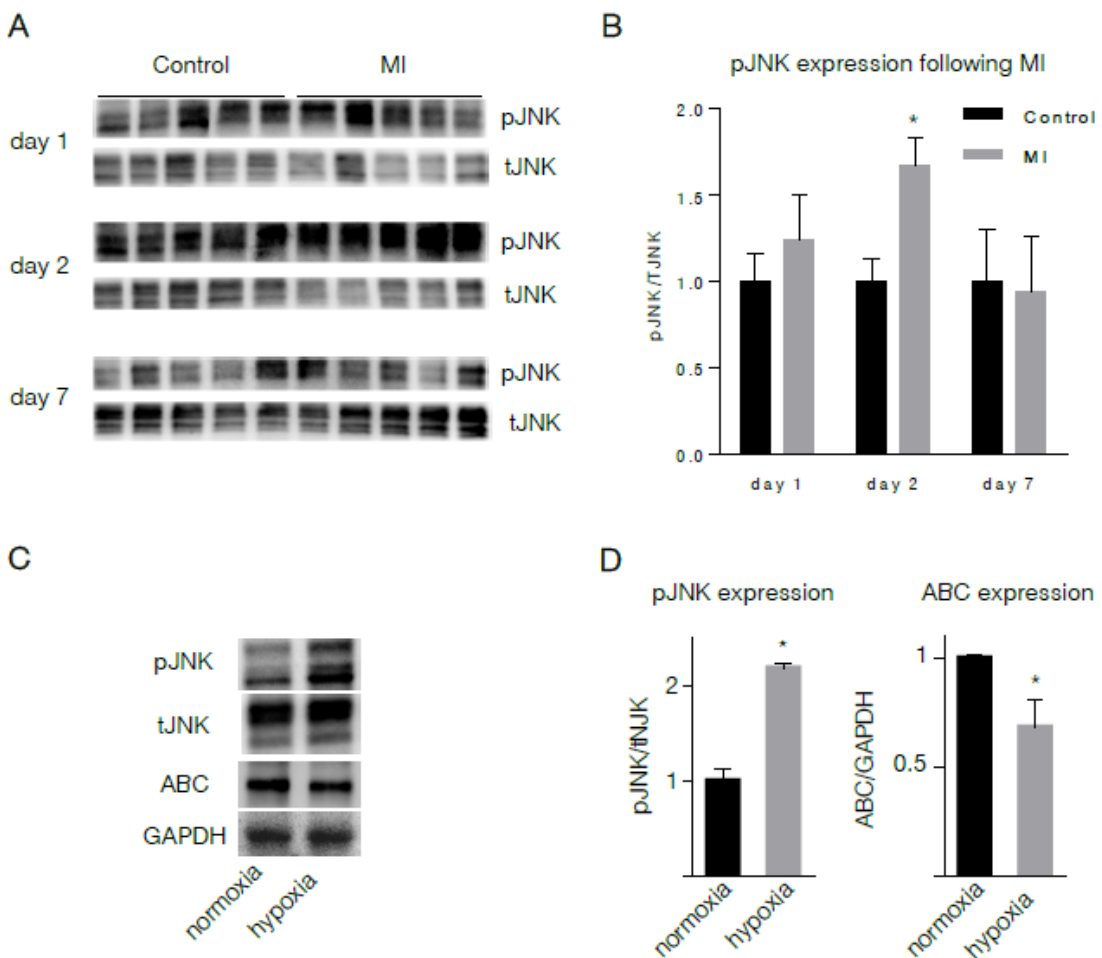 A
Control MI
day 1
pJNK
tJNK
day 2
pJNK
tJNK
day 7
pJNK
tJNK
B
pJNK expression following MI
Control
MI
*
pJNK/TJNK
2.0
1.5
1.0
0.5
0.0
day 1 day 2 day 7
C
pJNK
tJNK
ABC
GAPDH
normoxia
hypoxia
D
pJNK expression
pJNK/tNJK
2
1
*
normoxia
hypoxia
ABC expression
ABC/GAPDH
1
0.5
*
normoxia
hypoxia